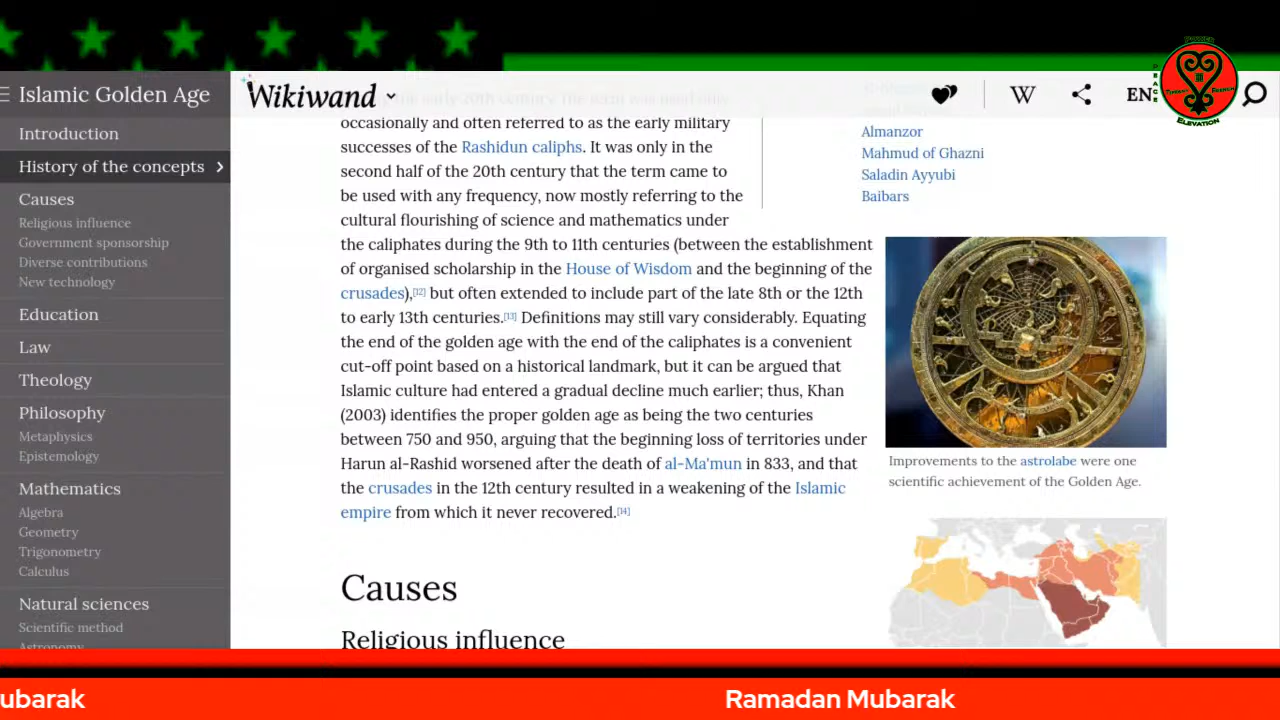 Islamic Golden Age
Introduction
History of the concepts
Causes
Religious influence
Government sponsorship
Diverse contributions
New technology
Education
Law
Theology
Philosophy
Metaphysics
Epistemology
Mathematics
Algebra
Geometry
Trigonometry
Calculus
Natural sciences
Scientific method
Astronomy
Wikiwand
EN
POWER
PEACE
ELEVATION
the early 20th century, the term was used only
occasionally and often referred to as the early military
successes of the Rashidun caliphs. It was only in the
second half of the 20th century that the term came to
be used with any frequency, now mostly referring to the
cultural flourishing of science and mathematics under
the caliphates during the 9th to 11th centuries (between the establishment
of organised scholarship in the House of Wisdom and the beginning of the
crusades),[12] but often extended to include part of the late 8th or the 12th
to early 13th centuries.[13] Definitions may still vary considerably. Equating
the end of the golden age with the end of the caliphates is a convenient
cut-off point based on a historical landmark, but it can be argued that
Islamic culture had entered a gradual decline much earlier; thus, Khan
(2003) identifies the proper golden age as being the two centuries
between 750 and 950, arguing that the beginning loss of territories under
Harun al-Rashid worsened after the death of al-Ma'mun in 833, and that
the crusades in the 12th century resulted in a weakening of the Islamic
empire from which it never recovered.[14]
Causes
Religious influence
Almanzor
Mahmud of Ghazni
Saladin Ayyubi
Baibars
Improvements to the astrolabe were one
scientific achievement of the Golden Age.
ubarak
Ramadan Mubarak